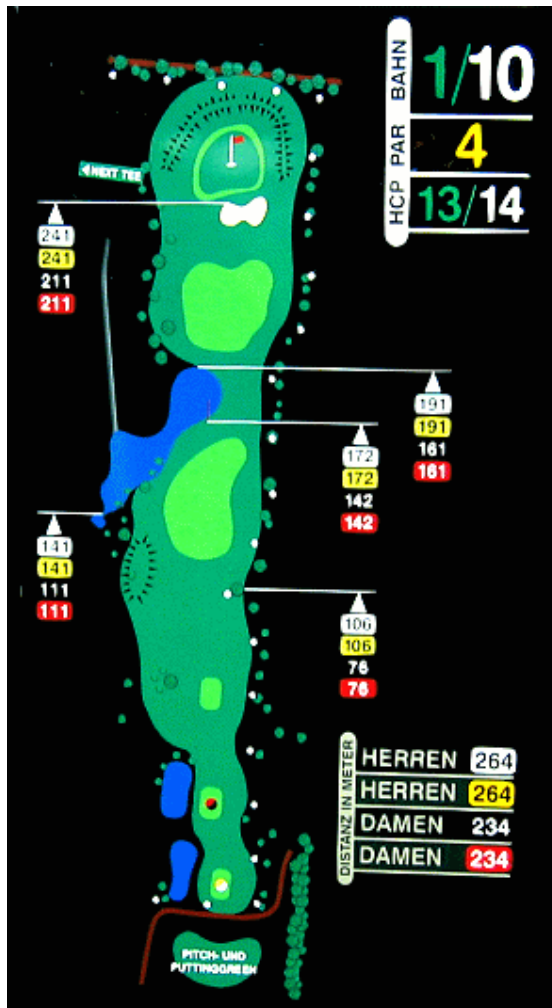 BAHN 1/10
PAR 4
HCP 13/14
NEXT TEE
241
241
211
211
191
191
161
161
172
172
142
142
141
141
111
111
106
106
76
76
DISTANZ IN METER
HERREN 264
HERREN 264
DAMEN 234
DAMEN 234
PITCH- UND
PUTTINGGREEN